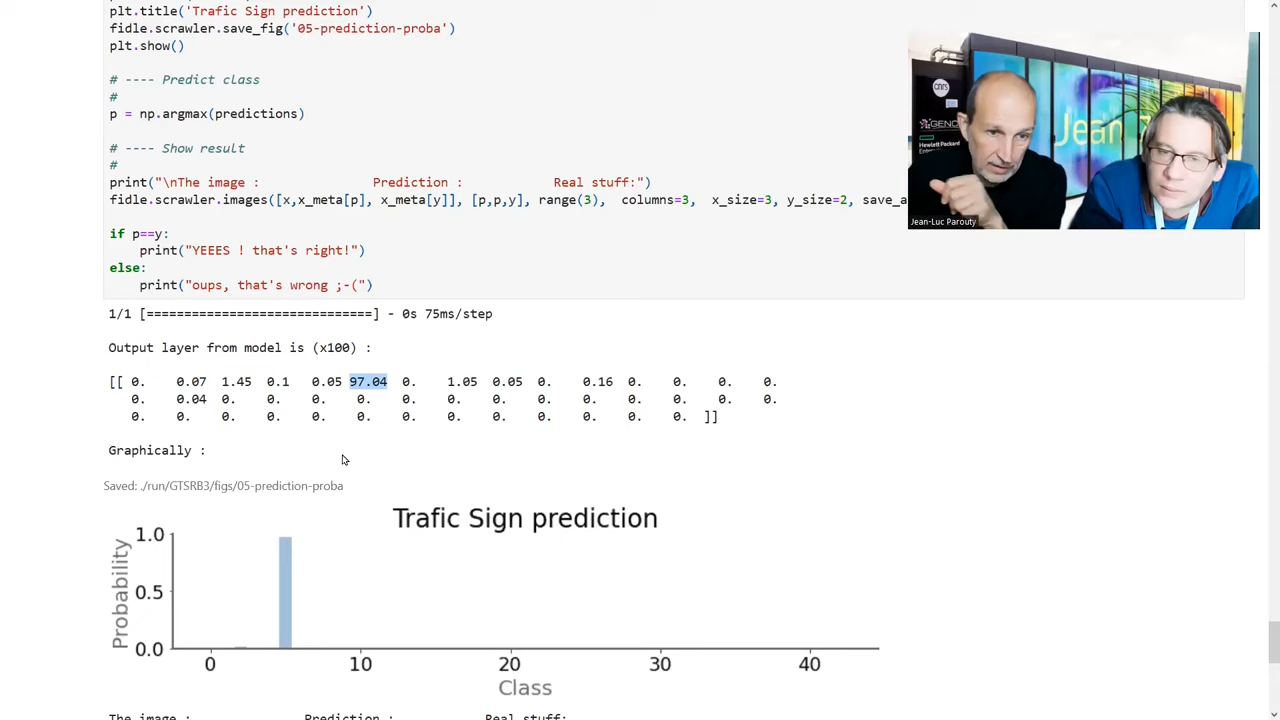 plt.title('Trafic Sign prediction')
fidle.scrawler.save_fig('05-prediction-proba')
plt.show()
# ---- Predict class
#
p = np.argmax(predictions)
# ---- Show result
#
print("\nThe image :               Prediction :            Real stuff:")
fidle.scrawler.images([x,x_meta[p], x_meta[y]], [p,p,y], range(3),  columns=3,  x_size=3, y_size=2, save_a
if p==y:
    print("YEEES ! that's right!")
else:
    print("oups, that's wrong ;-(")
1/1 [==============================] - 0s 75ms/step
Output layer from model is (x100) :
[[ 0.    0.07  1.45  0.1   0.05 97.04  0.    1.05  0.05  0.    0.16  0.    0.    0.    0.
   0.    0.04  0.    0.    0.    0.    0.    0.    0.    0.    0.    0.    0.    0.    0.
   0.    0.    0.    0.    0.    0.    0.    0.    0.    0.    0.    0.    0.  ]]
Graphically :
Saved: ./run/GTSRB3/figs/05-prediction-proba
Trafic Sign prediction
Probability
1.0
0.5
0.0
0 10 20 30 40
Class
The image :               Prediction :            Real stuff:
cnrs
GENC
Hewlett Packard
Jean Z
Jean-Luc Parouty